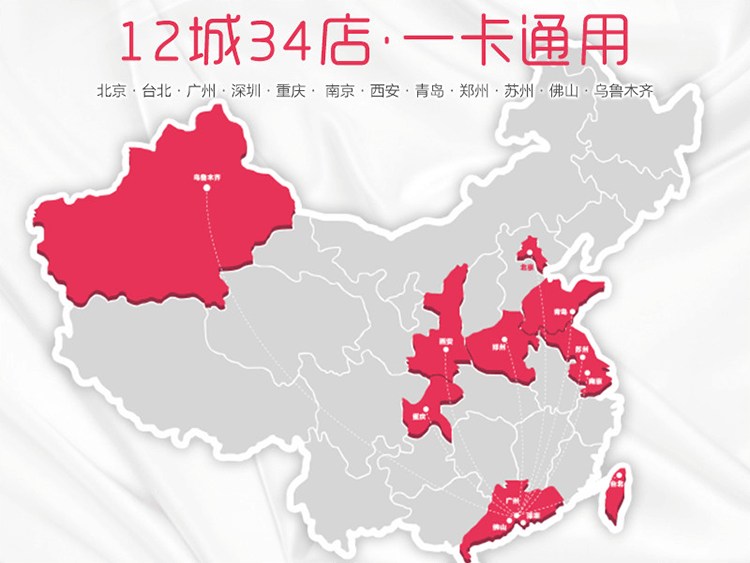 12城34店·一卡通用
北京·台北·广州·深圳·重庆· 南京·西安·青岛·郑州·苏州·佛山·乌鲁木齐
乌鲁木齐
北京
青岛
西安
郑州
苏州
南京
重庆
台北
广州
佛山